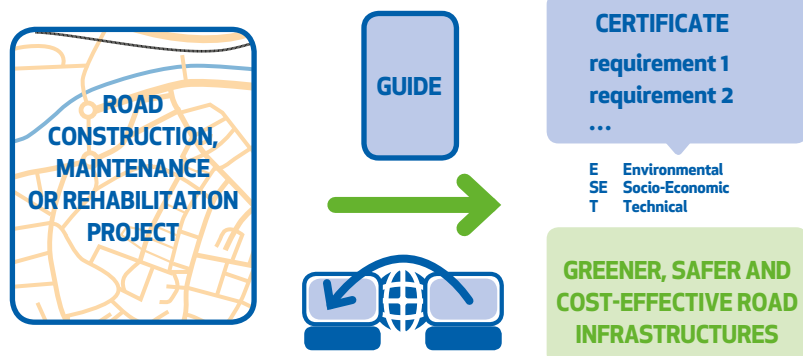 ROAD
CONSTRUCTION,
MAINTENANCE
OR REHABILITATION
PROJECT
GUIDE
CERTIFICATE
requirement 1
requirement 2
...
E Environmental
SE Socio-Economic
T Technical
GREENER, SAFER AND
COST-EFFECTIVE ROAD
INFRASTRUCTURES